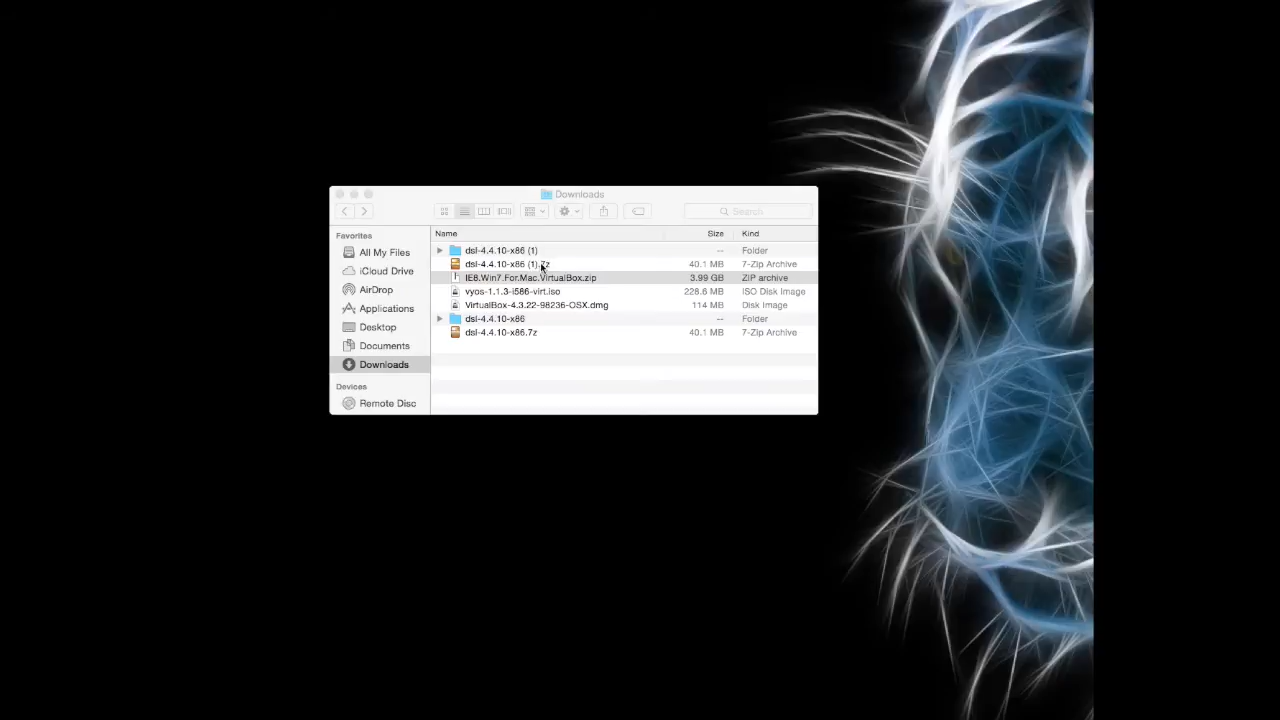 Downloads
Search
Name Size Kind
Favorites
All My Files
iCloud Drive
AirDrop
Applications
Desktop
Documents
Downloads
Devices
Remote Disc
dsl-4.4.10-x86 (1) -- Folder
dsl-4.4.10-x86 (1).7z 40.1 MB 7-Zip Archive
IE8.Win7.For.Mac.VirtualBox.zip 3.99 GB ZIP archive
vyos-1.1.3-i586-virt.iso 228.6 MB ISO Disk Image
VirtualBox-4.3.22-98236-OSX.dmg 114 MB Disk Image
dsl-4.4.10-x86 -- Folder
dsl-4.4.10-x86.7z 40.1 MB 7-Zip Archive